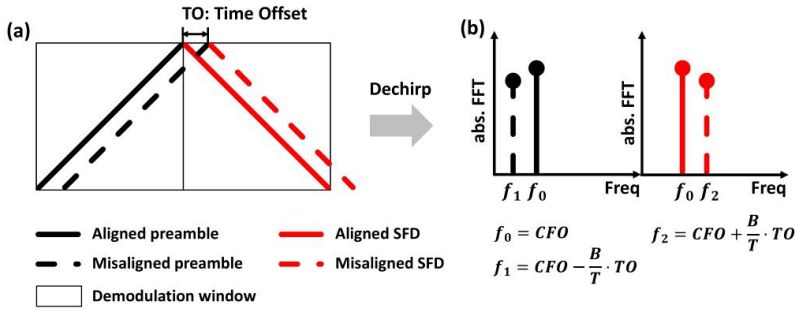 TO: Time Offset
(a)
(b)
Dechirp
abs. FFT
f₁ f₀ Freq
abs. FFT
f₀ f₂ Freq
Aligned preamble
Aligned SFD
Misaligned preamble
Misaligned SFD
Demodulation window
f₀ = CFO
f₁ = CFO − B/T · TO
f₂ = CFO + B/T · TO